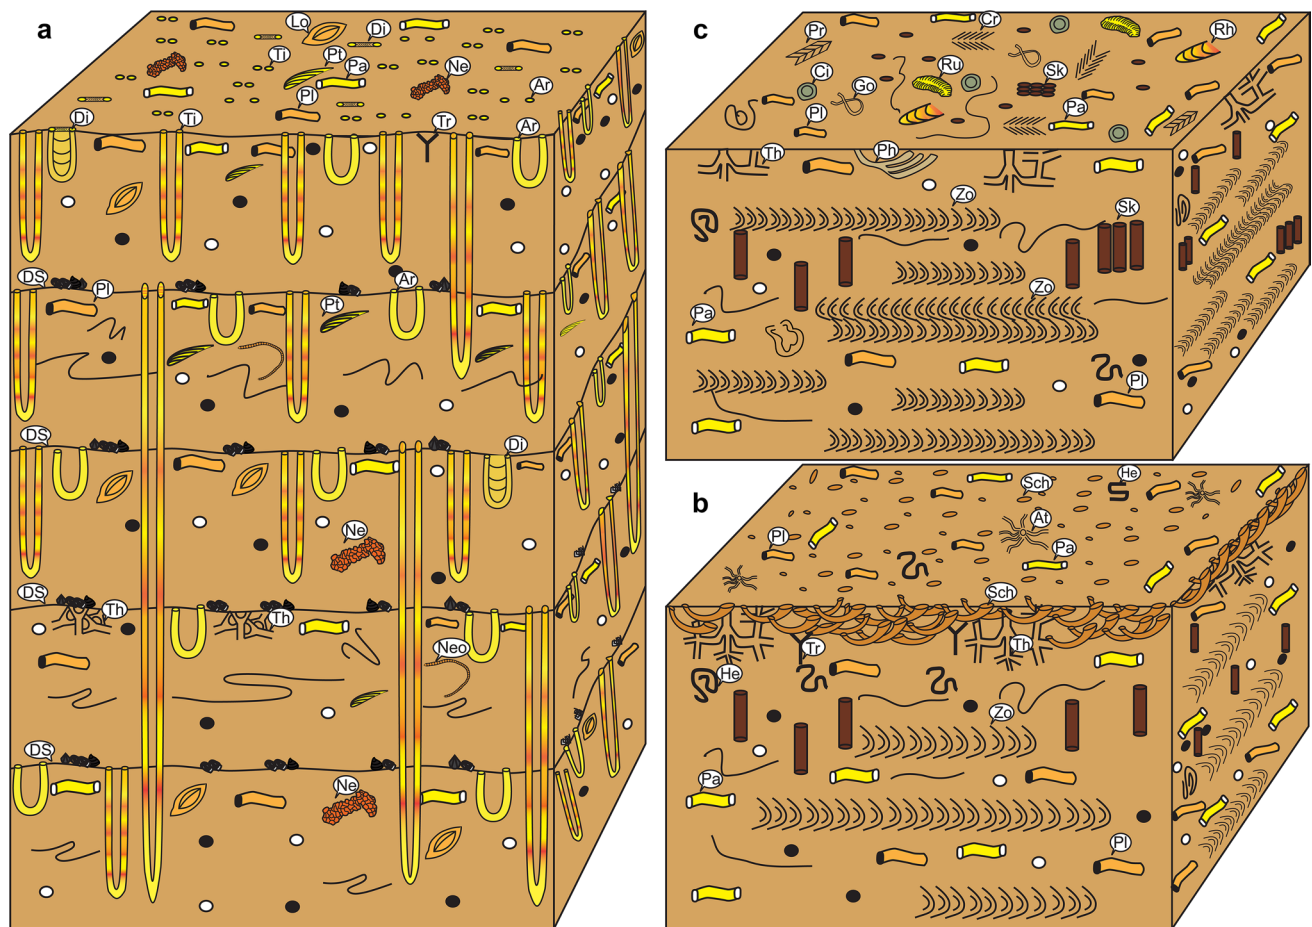 a
Lo
Di
Pt
Ti
Pa
Ne
Pl
Ar
Di
Ti
Tr
Ar
DS
Pl
Pt
Ar
DS
Di
Ne
DS
Th
Th
Neo
DS
Ne
c
Cr
Pr
Rh
Ci
Ru
Sk
Go
Pl
Pa
Th
Ph
Zo
Sk
Zo
Pa
Pl
b
He
Sch
At
Pl
Pa
Sch
Tr
Th
He
Zo
Pa
Pl